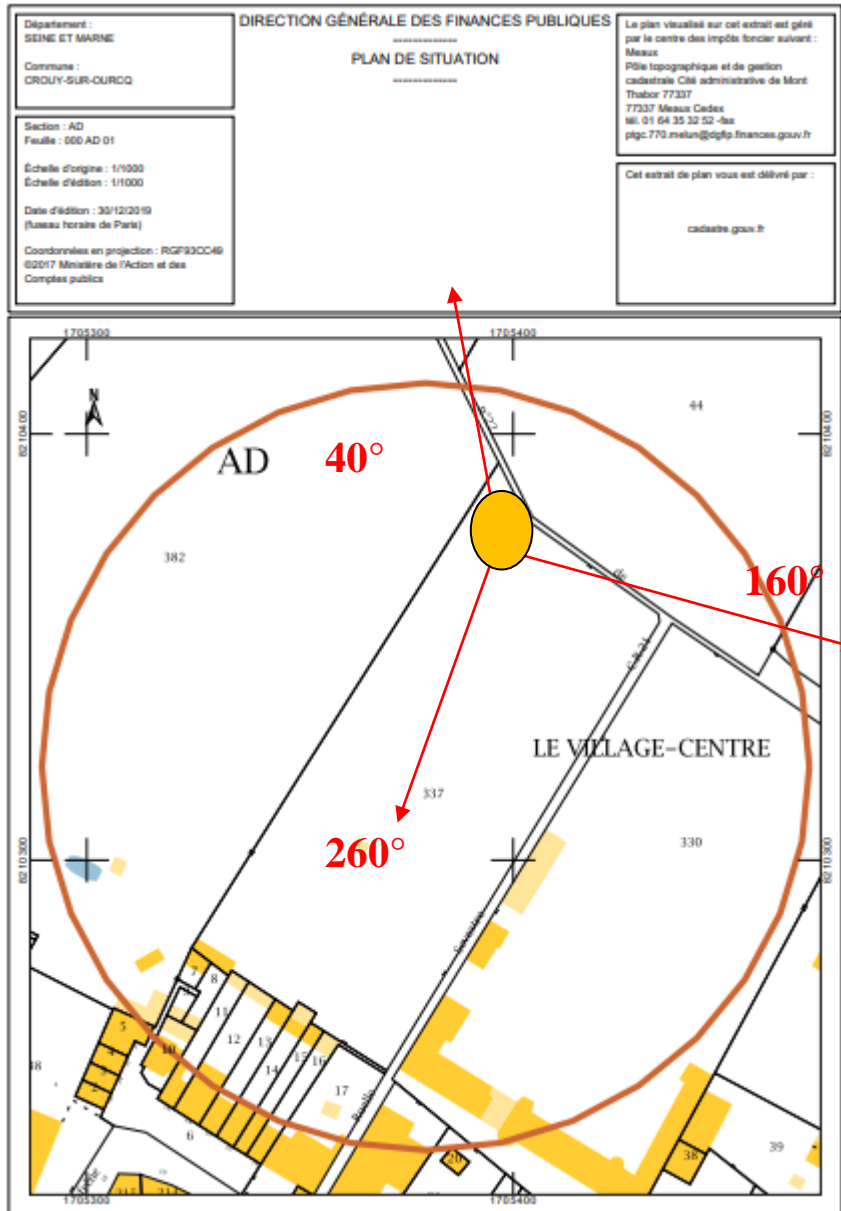 Département :
SEINE ET MARNE
Commune :
CROUY-SUR-OURCQ
Section : AD
Feuille : 000 AD 01
Échelle d'origine : 1/1000
Échelle d'édition : 1/1000
Date d'édition : 30/12/2019
(fuseau horaire de Paris)
Coordonnées en projection : RGF93CC49
©2017 Ministère de l'Action et des
Comptes publics
DIRECTION GÉNÉRALE DES FINANCES PUBLIQUES
-------------
PLAN DE SITUATION
-------------
Le plan visualisé sur cet extrait est géré
par le centre des impôts foncier suivant :
Meaux
Pôle topographique et de gestion
cadastrale Cité administrative de Mont
Thabor 77337
77337 Meaux Cedex
tél. 01 64 35 32 52 -fax
ptgc.770.melun@dgfip.finances.gouv.fr
Cet extrait de plan vous est délivré par :
cadastre.gouv.fr
1705300
1705400
8210400
8210400
N
44
AD
40°
382
de
160°
LE VILLAGE-CENTRE
337
330
260°
8210300
8210300
7
8
11
12
13
14
15
16
17
5
4
10
6
Ruelle
20
38
39
215
214
1705300
1705400